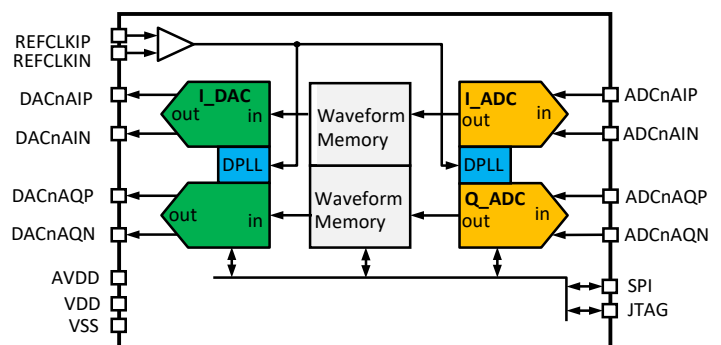 REFCLKIP
REFCLKIN
DACnAIP
DACnAIN
I_DAC
out
in
DPLL
Waveform
Memory
I_ADC
out
in
DPLL
ADCnAIP
ADCnAIN
DACnAQP
DACnAQN
out
in
Waveform
Memory
Q_ADC
out
in
ADCnAQP
ADCnAQN
AVDD
VDD
VSS
SPI
JTAG